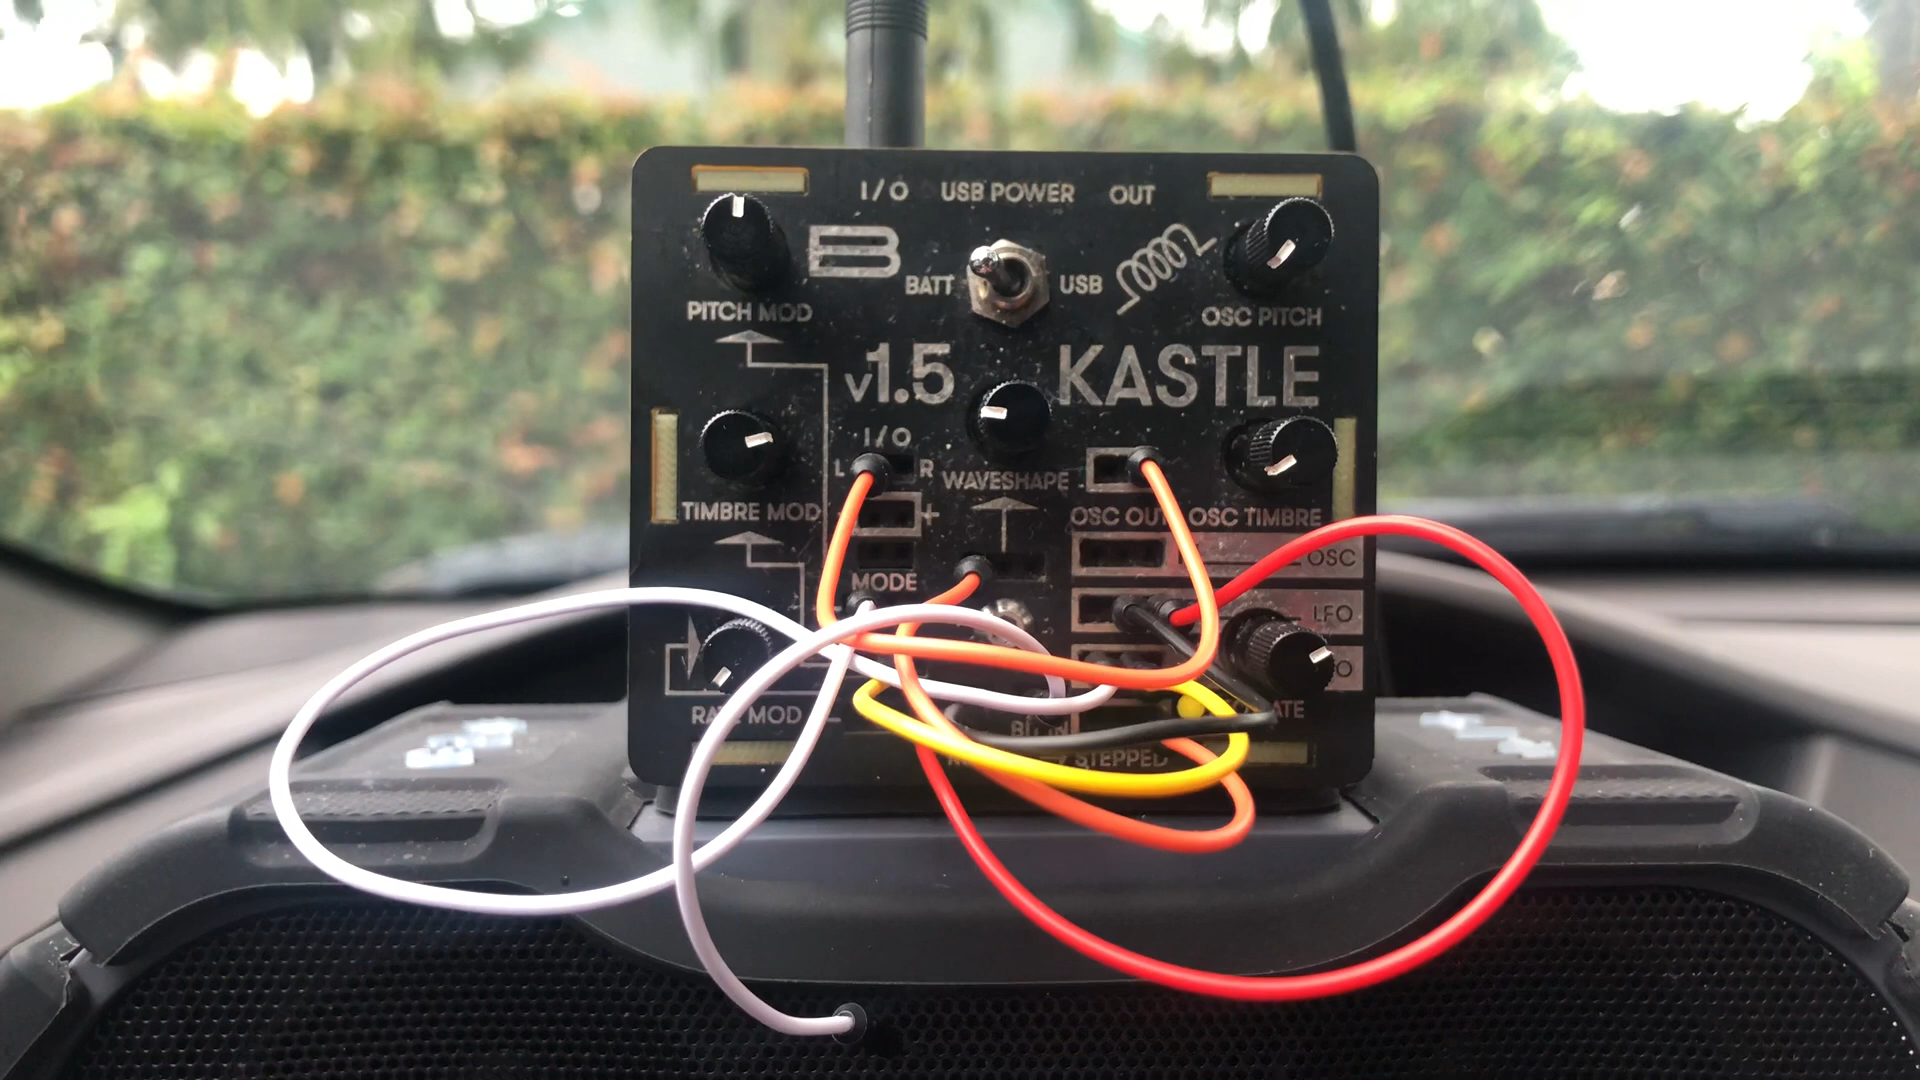 I/O USB POWER OUT
BATT USB
PITCH MOD OSC PITCH
v1.5 KASTLE
I/O
L R WAVESHAPE
TIMBRE MOD + OSC OUT OSC TIMBRE
OSC
MODE
LFO
STEPPED